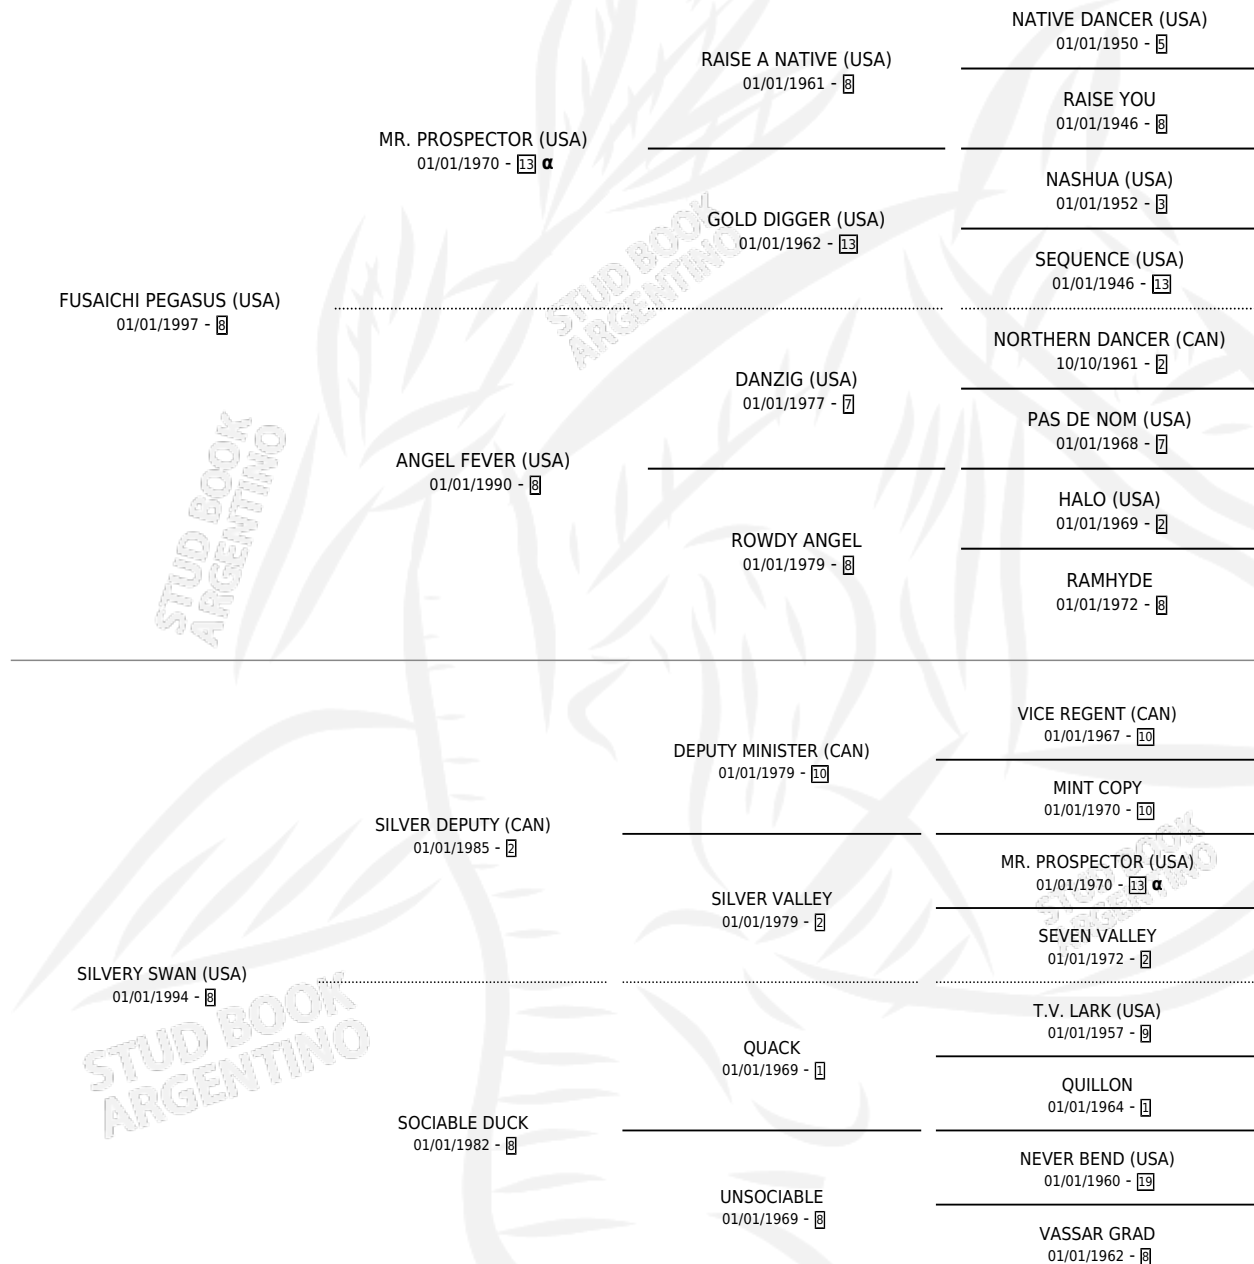 NATIVE DANCER (USA)
01/01/1950 - 5
RAISE A NATIVE (USA)
01/01/1961 - 8
RAISE YOU
01/01/1946 - 8
MR. PROSPECTOR (USA)
01/01/1970 - 13 α
NASHUA (USA)
01/01/1952 - 3
GOLD DIGGER (USA)
01/01/1962 - 13
SEQUENCE (USA)
01/01/1946 - 13
FUSAICHI PEGASUS (USA)
01/01/1997 - 8
NORTHERN DANCER (CAN)
10/10/1961 - 2
DANZIG (USA)
01/01/1977 - 7
PAS DE NOM (USA)
01/01/1968 - 7
ANGEL FEVER (USA)
01/01/1990 - 8
HALO (USA)
01/01/1969 - 2
ROWDY ANGEL
01/01/1979 - 8
RAMHYDE
01/01/1972 - 8
VICE REGENT (CAN)
01/01/1967 - 10
DEPUTY MINISTER (CAN)
01/01/1979 - 10
MINT COPY
01/01/1970 - 10
SILVER DEPUTY (CAN)
01/01/1985 - 2
MR. PROSPECTOR (USA)
01/01/1970 - 13 α
SILVER VALLEY
01/01/1979 - 2
SEVEN VALLEY
01/01/1972 - 2
SILVERY SWAN (USA)
01/01/1994 - 8
T.V. LARK (USA)
01/01/1957 - 9
QUACK
01/01/1969 - 1
QUILLON
01/01/1964 - 1
SOCIABLE DUCK
01/01/1982 - 8
NEVER BEND (USA)
01/01/1960 - 19
UNSOCIABLE
01/01/1969 - 8
VASSAR GRAD
01/01/1962 - 8
STUD BOOK
ARGENTINO
STUD BOOK
ARGENTINO
STUD BOOK
ARGENTINO
STUD BOOK
ARGENTINO